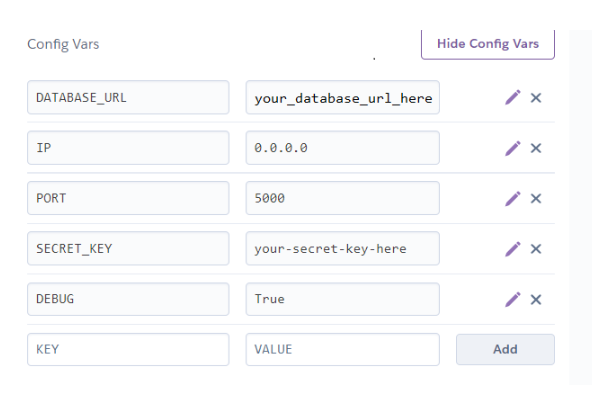 Config Vars Hide Config Vars
DATABASE_URL your_database_url_here
IP 0.0.0.0
PORT 5000
SECRET_KEY your-secret-key-here
DEBUG True
KEY VALUE Add